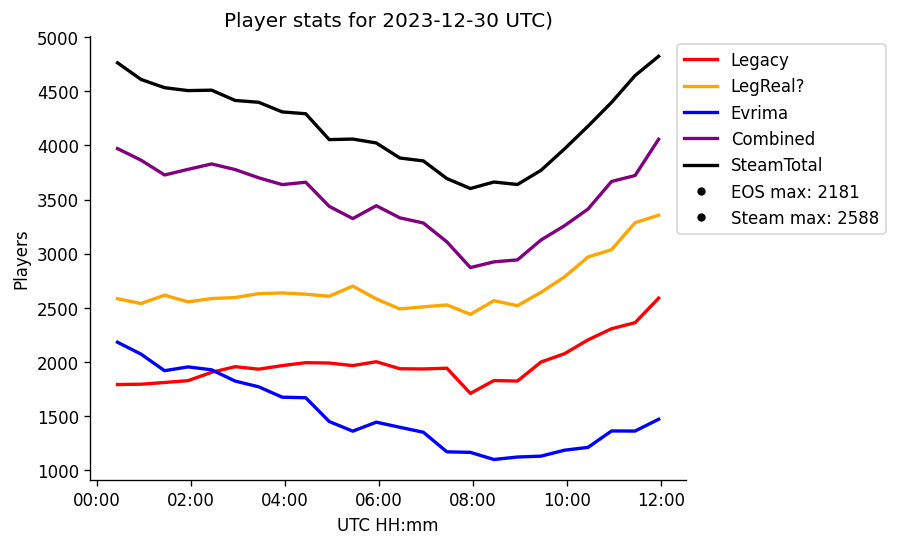 Player stats for 2023-12-30 UTC)
5000
4500
4000
3500
3000
2500
2000
1500
1000
Players
00:00 02:00 04:00 06:00 08:00 10:00 12:00
UTC HH:mm
Legacy
LegReal?
Evrima
Combined
SteamTotal
EOS max: 2181
Steam max: 2588